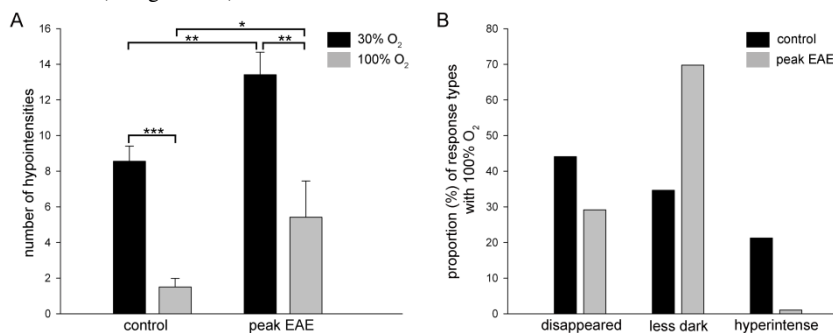 A
16
14
12
10
8
6
4
2
0
number of hypointensities
*
**
**
***
30% O₂
100% O₂
control
peak EAE
B
80
70
60
50
40
30
20
10
0
proportion (%) of response types
with 100% O₂
control
peak EAE
disappeared
less dark
hyperintense